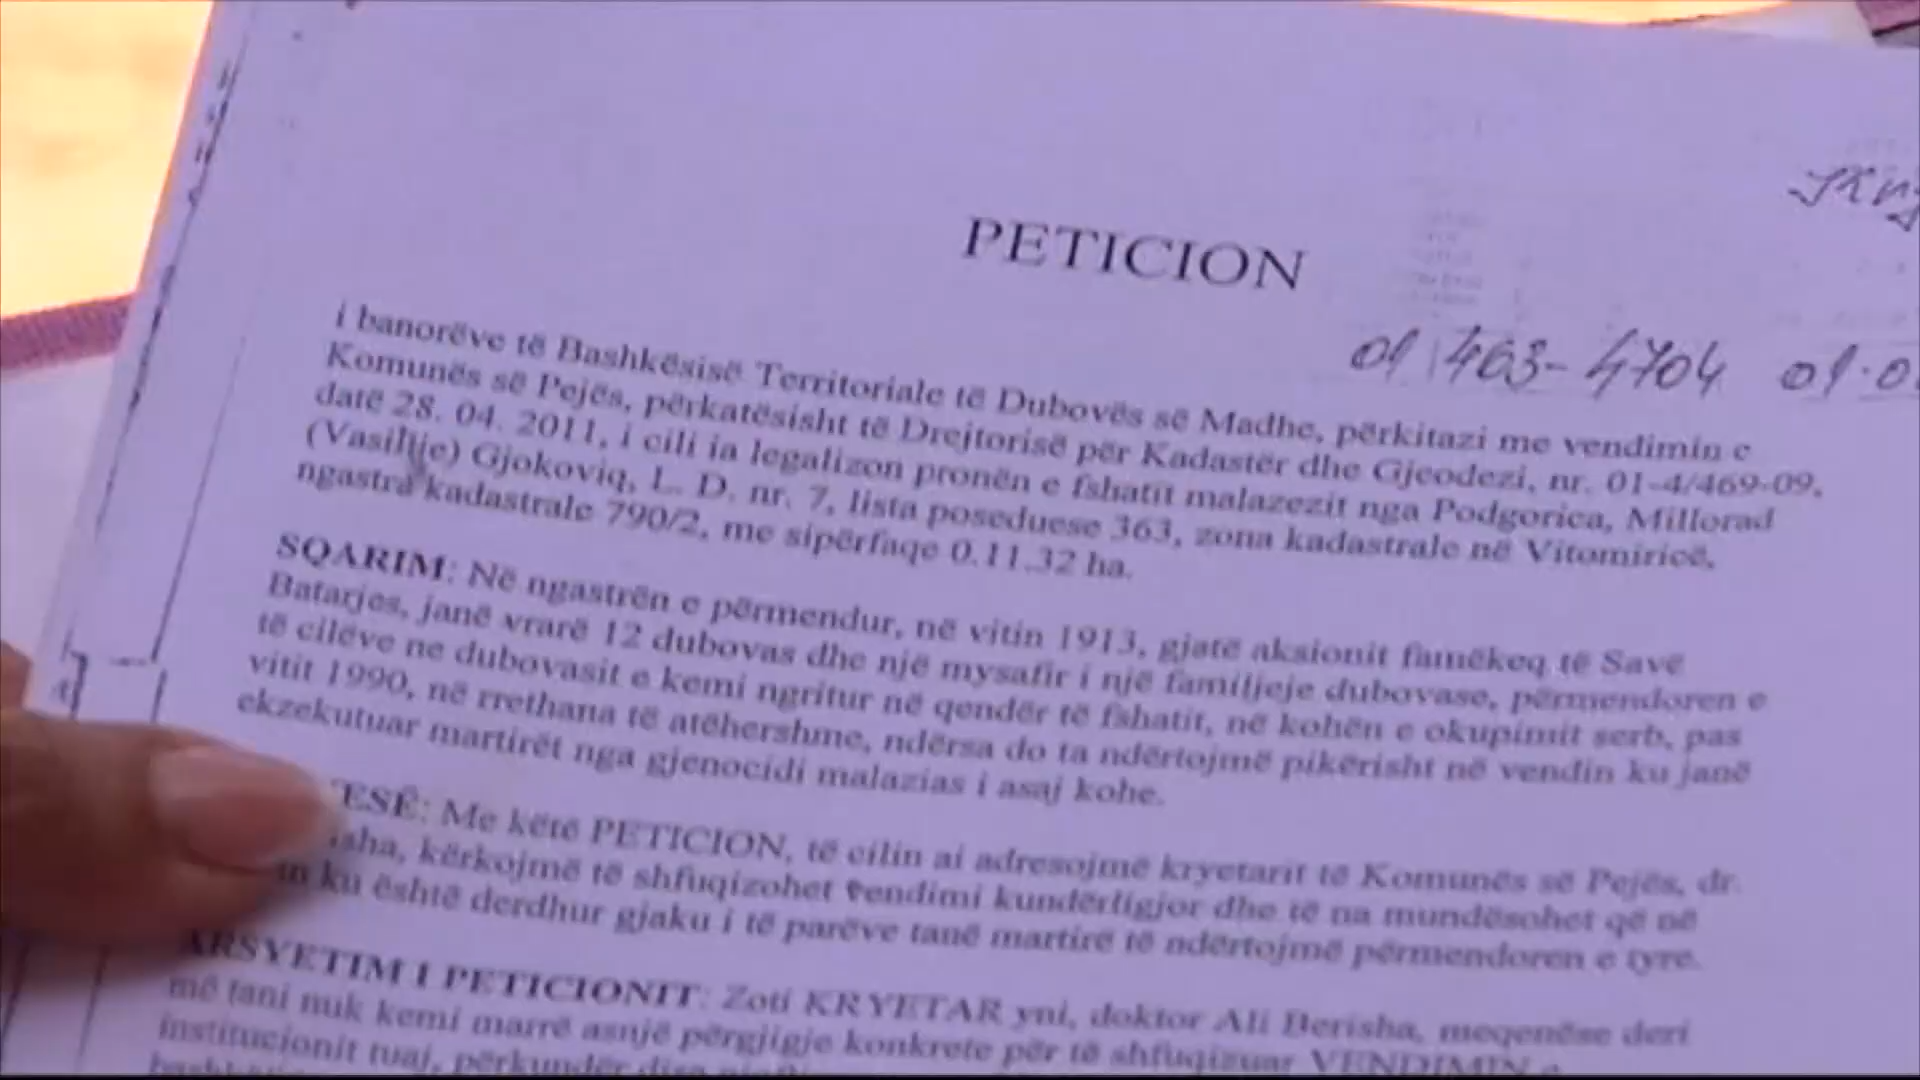 PETICION
01 463-4704 01.0
i banorëve të Bashkësisë Territoriale të Dubovës së Madhe, përkitazi me vendimin e
Komunës së Pejës, përkatësisht të Drejtorisë për Kadastër dhe Gjeodezi, nr. 01-4/469-09,
datë 28. 04. 2011, i cili ia legalizon pronën e fshatit malazezit nga Podgorica, Millorad
(Vasilije) Gjokoviq, L. D. nr. 7, lista poseduese 363, zona kadastrale në Vitomiricë,
ngastra kadastrale 790/2, me sipërfaqe 0.11.32 ha.
SQARIM: Në ngastrën e përmendur, në vitin 1913, gjatë aksionit famëkeq të Savë
Batarjes, janë vrarë 12 dubovas dhe një mysafir i një familjeje dubovase, përmendoren e
të cilëve ne dubovasit e kemi ngritur në qendër të fshatit, në kohën e okupimit serb, pas
vitit 1990, në rrethana të atëhershme, ndërsa do ta ndërtojmë pikërisht në vendin ku janë
ekzekutuar martirët nga gjenocidi malazias i asaj kohe.
ESË: Me këtë PETICION, të cilin ai adresojmë kryetarit të Komunës së Pejës, dr.
isha, kërkojmë të shfuqizohet vendimi kundërligjor dhe të na mundësohet që në
ku është derdhur gjaku i të parëve tanë martirë të ndërtojmë përmendoren e tyre.
ARSYETIM I PETICIONIT: Zoti KRYETAR yni, doktor Ali Berisha, meqenëse deri
më tani nuk kemi marrë asnjë përgjigje konkrete për të shfuqizuar VENDIMIN e
institucionit tuaj, përkundër disa